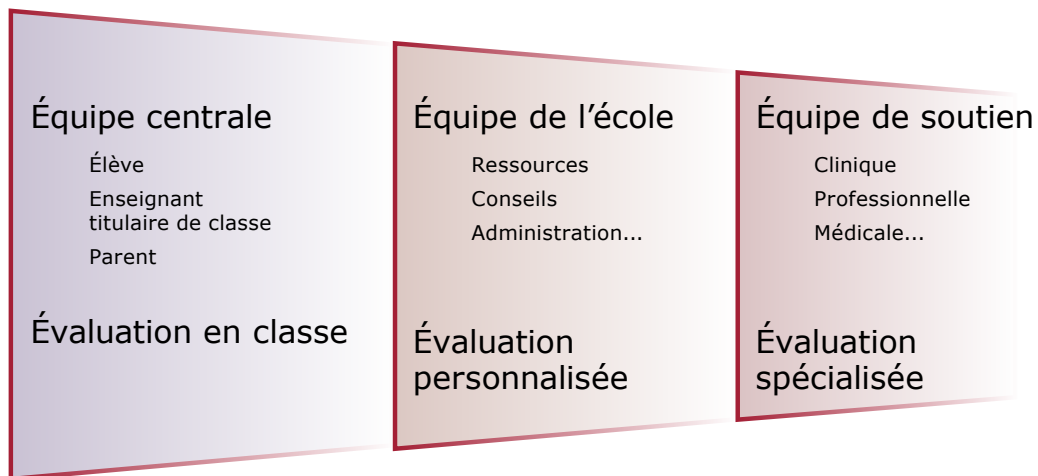 Équipe centrale
Élève
Enseignant
titulaire de classe
Parent
Évaluation en classe
Équipe de l’école
Ressources
Conseils
Administration...
Évaluation
personnalisée
Équipe de soutien
Clinique
Professionnelle
Médicale...
Évaluation
spécialisée